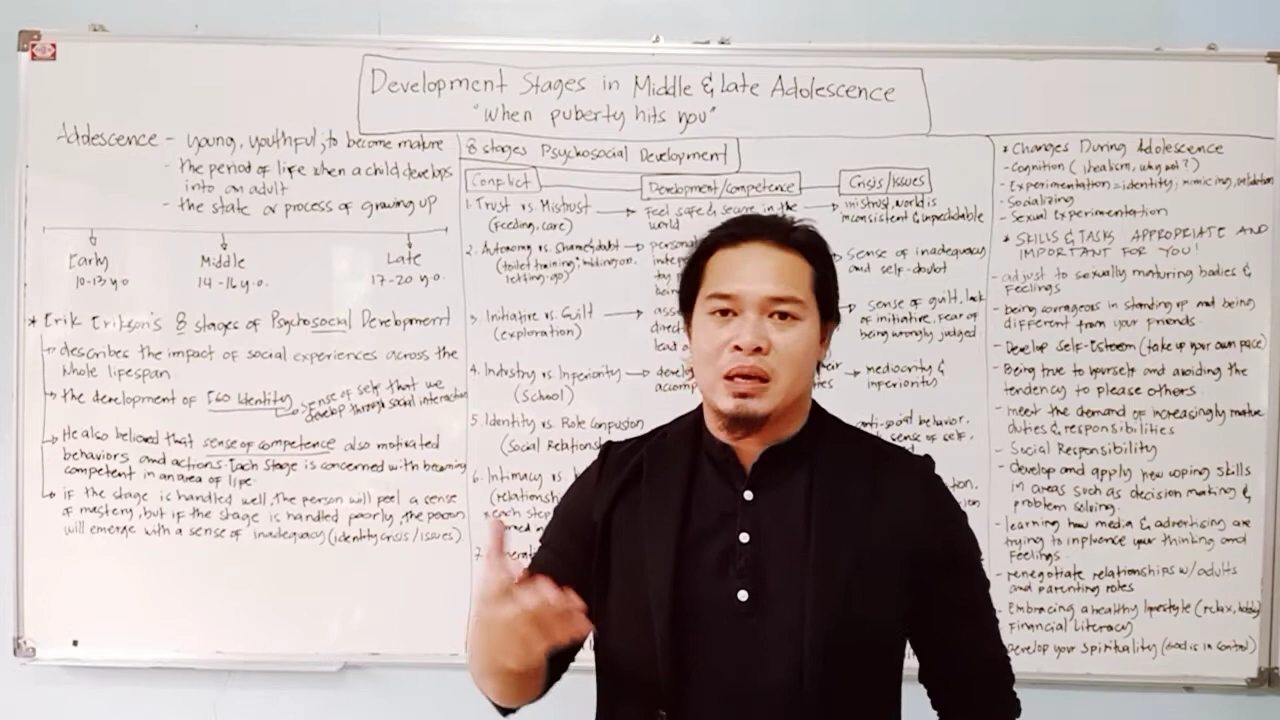 Development Stages in Middle & Late Adolescence
"when puberty hits you"
Adolescence - young, youthful, to become mature
- the period of life when a child develops
into an adult
- the state or process of growing up
Early
Middle
Late
10-13 y.o
14-16 y.o.
17-20 y.o.
* Erik Erikson's 8 stages of Psychosocial Development
describes the impact of social experiences across the
whole lifespan
the development of Ego Identity
sense of self that we
develop through social interaction
He also believed that sense of competence also motivated
behaviors and actions. Each stage is concerned with becoming
competent in an area of life.
if the stage is handled well, the person will feel a sense
of mastery, but if the stage is handled poorly, the person
will emerge with a sense of inadequacy (identity crisis/issues)
8 stages Psychosocial Development
Conflict
Development/competence
Crisis/Issues
1. Trust vs. Mistrust
(feeding, care)
feel safe & secure in the
world
mistrust, world is
inconsistent & unpredictable
2. Autonomy vs. Shame, doubt
(toilet training, holding on,
letting-go)
sense of inadequacy
and self-doubt
3. Initiative vs. Guilt
(exploration)
sense of guilt, lack
of initiative, fear of
being wrongly judged
4. Industry vs. Inferiority
(School)
mediocrity &
inferiority
5. Identity vs. Role Confusion
(Social Relations
anti-social behavior,
sense of self,
6. Intimacy vs.
(relationsh
each step
7.
* Changes During Adolescence
- Cognition (idealism, why not?)
- Experimentation = identity, mimicing, validation
- Socializing
- Sexual Experimentation
* SKILLS & TASKS APPROPRIATE AND
IMPORTANT FOR YOU!
- adjust to sexually maturing bodies &
feelings
- being courageous in standing up and being
different from your friends.
- Develop self-Esteem (take up your own pace)
- Being true to yourself and avoiding the
tendency to please others.
- meet the demand of increasingly mature
duties & responsibilities
- Social Responsibility
- develop and apply new coping skills
in areas such as decision making &
problem solving.
- learning how media & advertising are
trying to influence your thinking and
feelings.
- renegotiate relationships w/ adults
and parenting roles
- Embracing a healthy lifestyle (relax, hobby)
- Financial Literacy
- Develop your Spirituality (God is in control)